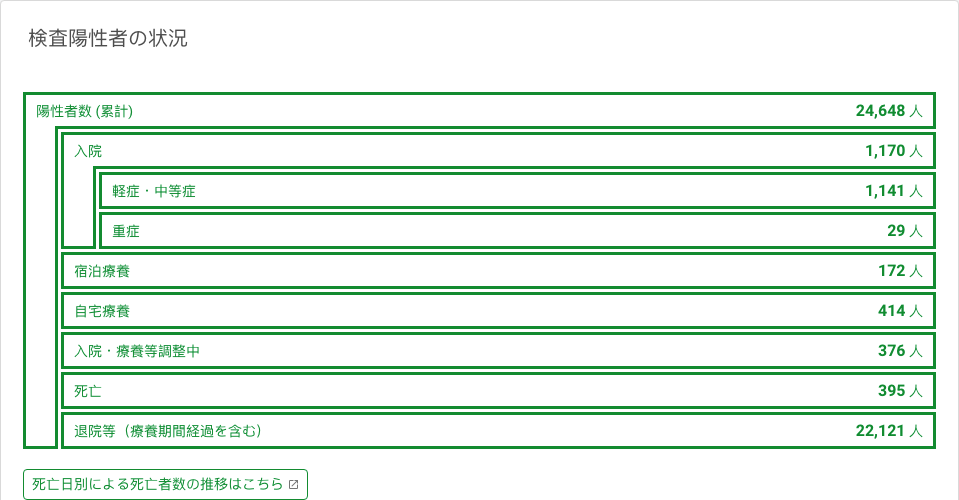 検査陽性者の状況
陽性者数 (累計) 24,648 人
入院 1,170 人
軽症・中等症 1,141 人
重症 29 人
宿泊療養 172 人
自宅療養 414 人
入院・療養等調整中 376 人
死亡 395 人
退院等（療養期間経過を含む） 22,121 人
死亡日別による死亡者数の推移はこちら